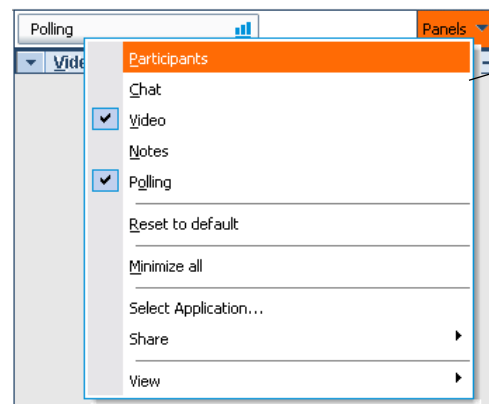 Polling
Panels
Vide
Participants
Chat
Video
Notes
Polling
Reset to default
Minimize all
Select Application...
Share
View